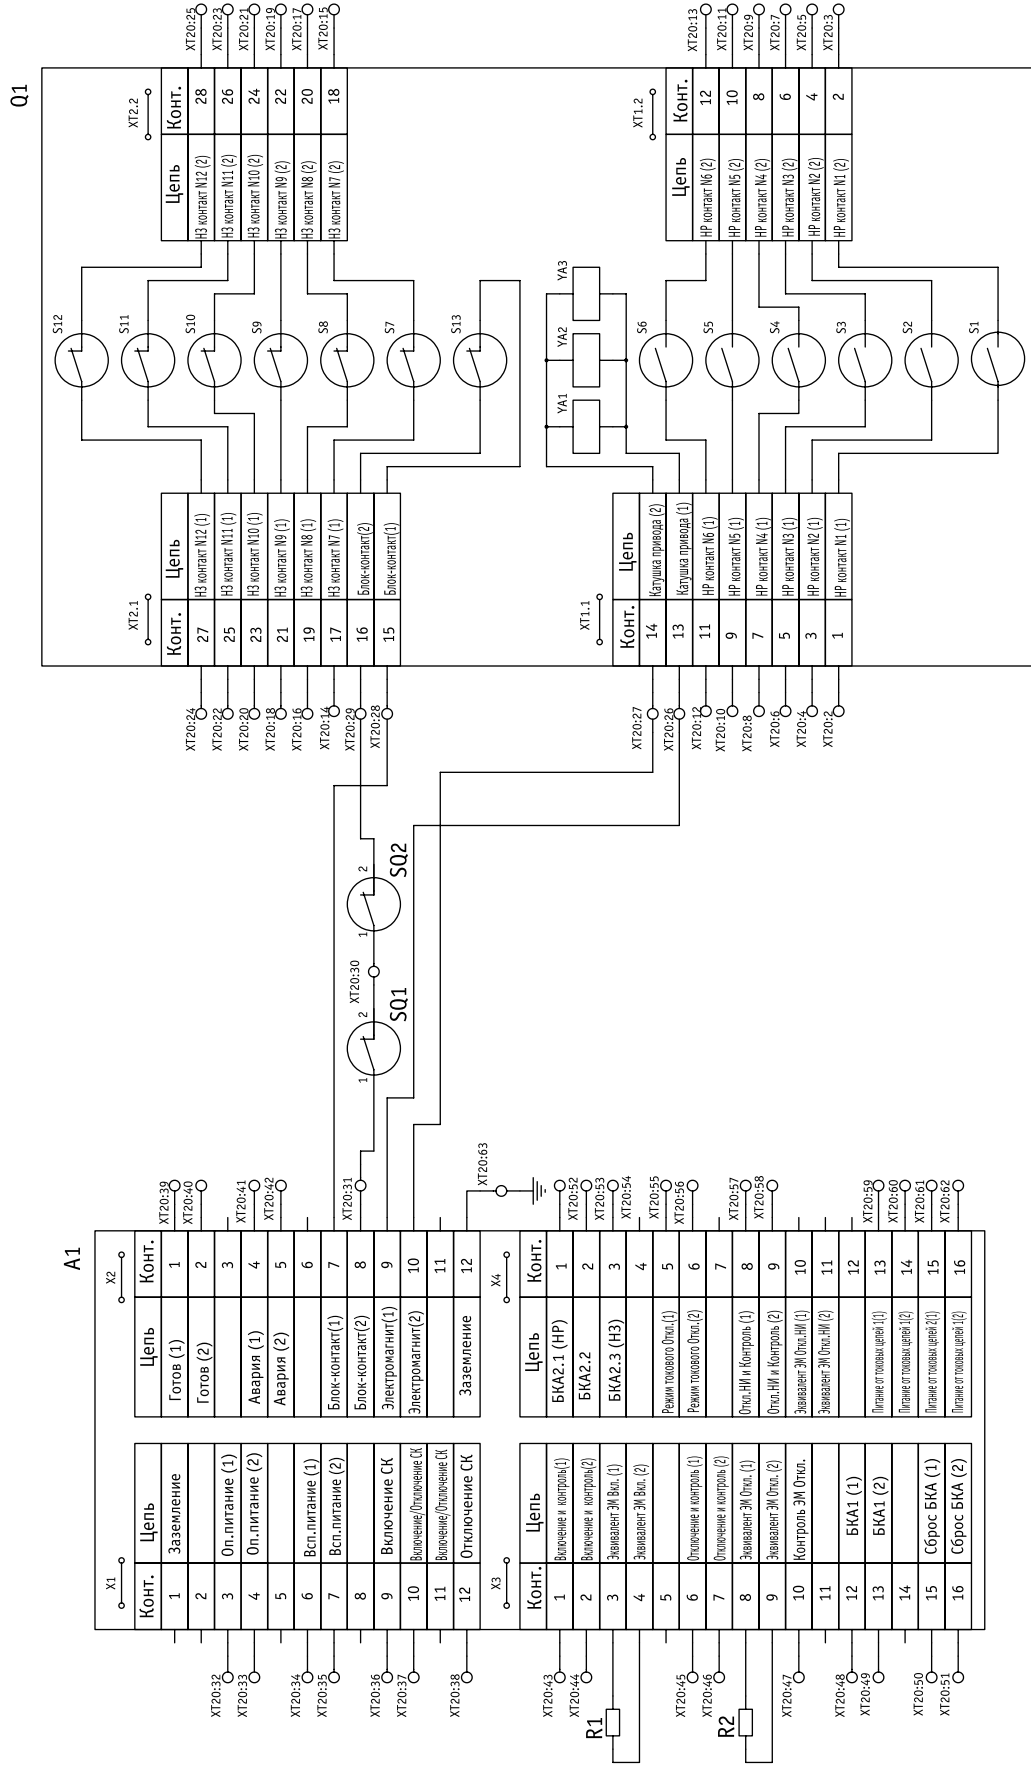 Q1
XT20:25
XT20:23
XT20:21
XT20:19
XT20:17
XT20:15
XT20:13
XT20:11
XT20:9
XT20:7
XT20:5
XT20:3
XT2.2
Цепь Конт.
НЗ контакт N12 (2) 28
НЗ контакт N11 (2) 26
НЗ контакт N10 (2) 24
НЗ контакт N9 (2) 22
НЗ контакт N8 (2) 20
НЗ контакт N7 (2) 18
XT1.2
Цепь Конт.
НР контакт N6 (2) 12
НР контакт N5 (2) 10
НР контакт N4 (2) 8
НР контакт N3 (2) 6
НР контакт N2 (2) 4
НР контакт N1 (2) 2
S12
S11
S10
S9
S8
S7
S13
YA1
YA2
YA3
S6
S5
S4
S3
S2
S1
XT2.1
Конт. Цепь
27 НЗ контакт N12 (1)
25 НЗ контакт N11 (1)
23 НЗ контакт N10 (1)
21 НЗ контакт N9 (1)
19 НЗ контакт N8 (1)
17 НЗ контакт N7 (1)
16 Блок-контакт(2)
15 Блок-контакт(1)
XT1.1
Конт. Цепь
14 Катушка привода (2)
13 Катушка привода (1)
11 НР контакт N6 (1)
9 НР контакт N5 (1)
7 НР контакт N4 (1)
5 НР контакт N3 (1)
3 НР контакт N2 (1)
1 НР контакт N1 (1)
XT20:24
XT20:22
XT20:20
XT20:18
XT20:16
XT20:14
XT20:29
XT20:28
XT20:27
XT20:26
XT20:12
XT20:10
XT20:8
XT20:6
XT20:4
XT20:2
1 2
SQ2
XT20:30
1 2
SQ1
A1
XT20:39
XT20:40
XT20:41
XT20:42
XT20:31
XT20:63
XT20:52
XT20:53
XT20:54
XT20:55
XT20:56
XT20:57
XT20:58
XT20:59
XT20:60
XT20:61
XT20:62
X2
Цепь Конт.
Готов (1) 1
Готов (2) 2
3
Авария (1) 4
Авария (2) 5
6
Блок-контакт(1) 7
Блок-контакт(2) 8
Электромагнит(1) 9
Электромагнит(2) 10
11
Заземление 12
X4
Цепь Конт.
БКА2.1 (НР) 1
БКА2.2 2
БКА2.3 (НЗ) 3
4
Режим токового Откл.(1) 5
Режим токового Откл.(2) 6
7
Откл.НИ и Контроль (1) 8
Откл.НИ и Контроль (2) 9
Эквивалент ЭМ Откл.НИ (1) 10
Эквивалент ЭМ Откл.НИ (2) 11
12
Питание от токовых цепей 1(1) 13
Питание от токовых цепей 1(2) 14
Питание от токовых цепей 2(1) 15
Питание от токовых цепей 1(2) 16
X1
Конт. Цепь
1 Заземление
2
3 Оп.питание (1)
4 Оп.питание (2)
5
6 Всп.питание (1)
7 Всп.питание (2)
8
9 Включение СК
10 Включение/Отключение СК
11 Включение/Отключение СК
12 Отключение СК
X3
Конт. Цепь
1 Включение и контроль(1)
2 Включение и контроль(2)
3 Эквивалент ЭМ Вкл. (1)
4 Эквивалент ЭМ Вкл. (2)
5
6 Отключение и контроль(1)
7 Отключение и контроль (2)
8 Эквивалент ЭМ Откл. (1)
9 Эквивалент ЭМ Откл. (2)
10 Контроль ЭМ Откл.
11
12 БКА1 (1)
13 БКА1 (2)
14
15 Сброс БКА (1)
16 Сброс БКА (2)
XT20:32
XT20:33
XT20:34
XT20:35
XT20:36
XT20:37
XT20:38
XT20:43
XT20:44
R1
XT20:45
XT20:46
R2
XT20:47
XT20:48
XT20:49
XT20:50
XT20:51